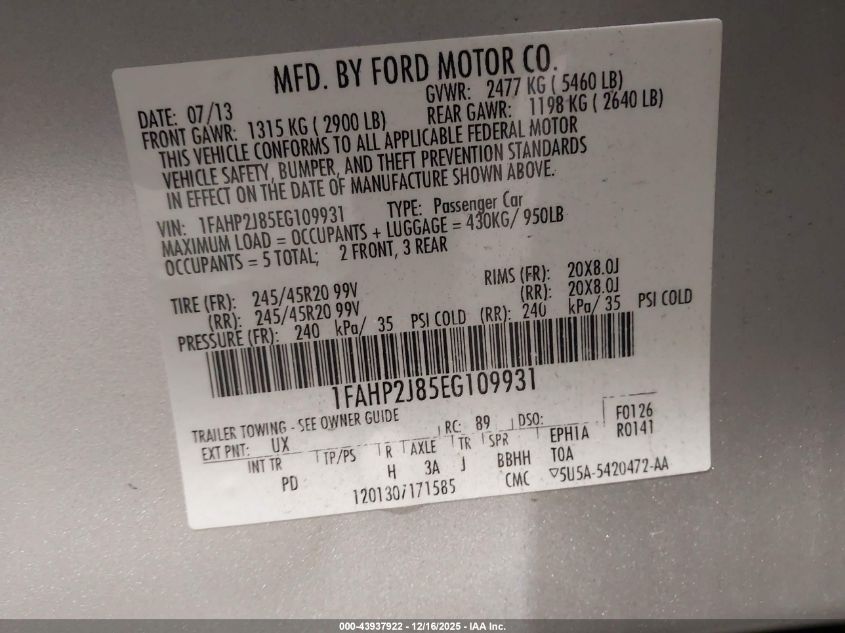 MFD. BY FORD MOTOR CO.
DATE: 07/13 GVWR: 2477 KG ( 5460 LB)
FRONT GAWR: 1315 KG ( 2900 LB) REAR GAWR: 1198 KG ( 2640 LB)
THIS VEHICLE CONFORMS TO ALL APPLICABLE FEDERAL MOTOR
VEHICLE SAFETY, BUMPER, AND THEFT PREVENTION STANDARDS
IN EFFECT ON THE DATE OF MANUFACTURE SHOWN ABOVE.
VIN: 1FAHP2J85EG109931 TYPE: Passenger Car
MAXIMUM LOAD = OCCUPANTS + LUGGAGE = 430KG/ 950LB
OCCUPANTS = 5 TOTAL; 2 FRONT, 3 REAR
TIRE (FR): 245/45R20 99V RIMS (FR): 20X8.0J
(RR): 245/45R20 99V (RR): 20X8.0J
PRESSURE (FR): 240 kPa/ 35 PSI COLD (RR): 240 kPa/ 35 PSI COLD
1FAHP2J85EG109931
TRAILER TOWING - SEE OWNER GUIDE
EXT PNT: UX RC: 89 DSO: F0126
INT TR TP/PS R AXLE TR SPR EPH1A R0141
PD H 3A J BBHH TOA
1201307171585 CMC ▽5U5A-5420472-AA
000-43937922 - 12/16/2025 - IAA Inc.